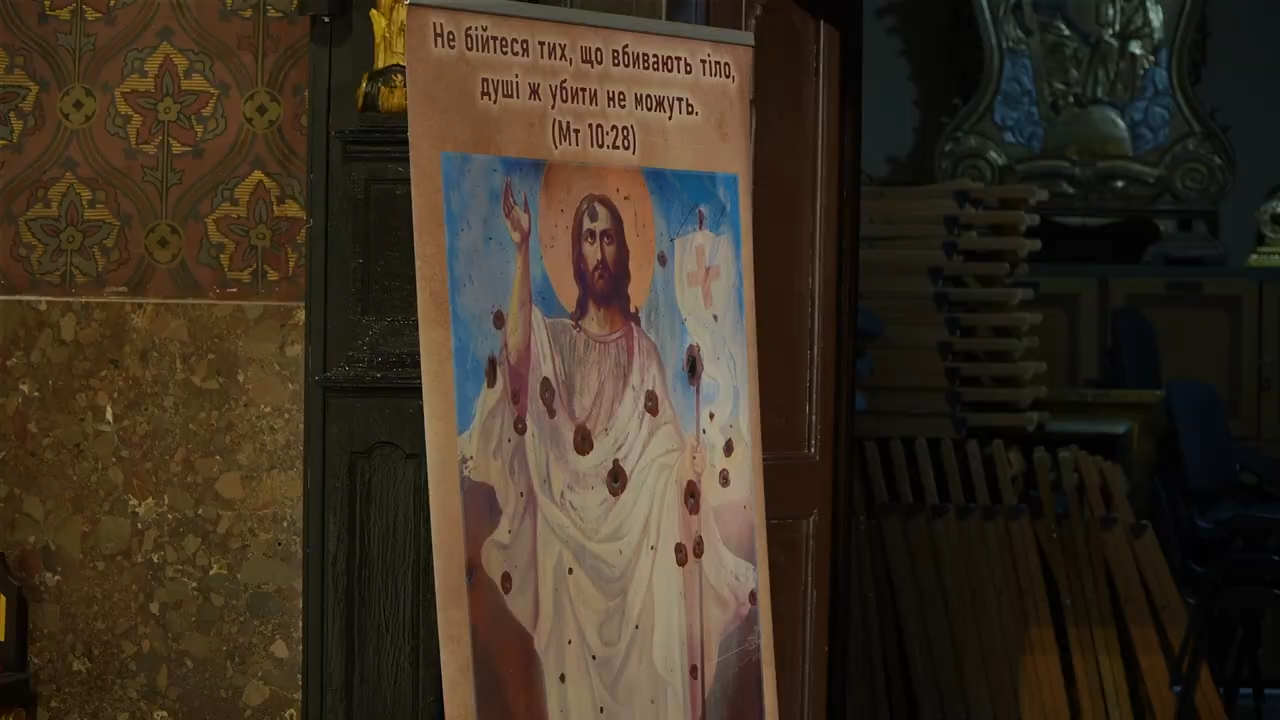 Не бійтеся тих, що вбивають тіло,
душі ж убити не можуть.
(Мт 10:28)